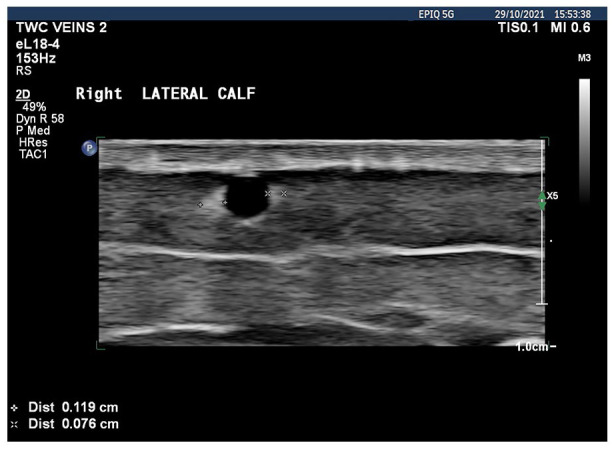 EPIQ 5G 29/10/2021 15:53:38
TWC VEINS 2 TIS0.1 MI 0.6
eL18-4
153Hz
RS
M3
2D
49%
Dyn R 58
P Med
HRes
TAC1
Right LATERAL CALF
P
X5
1.0cm
Dist 0.119 cm
Dist 0.076 cm